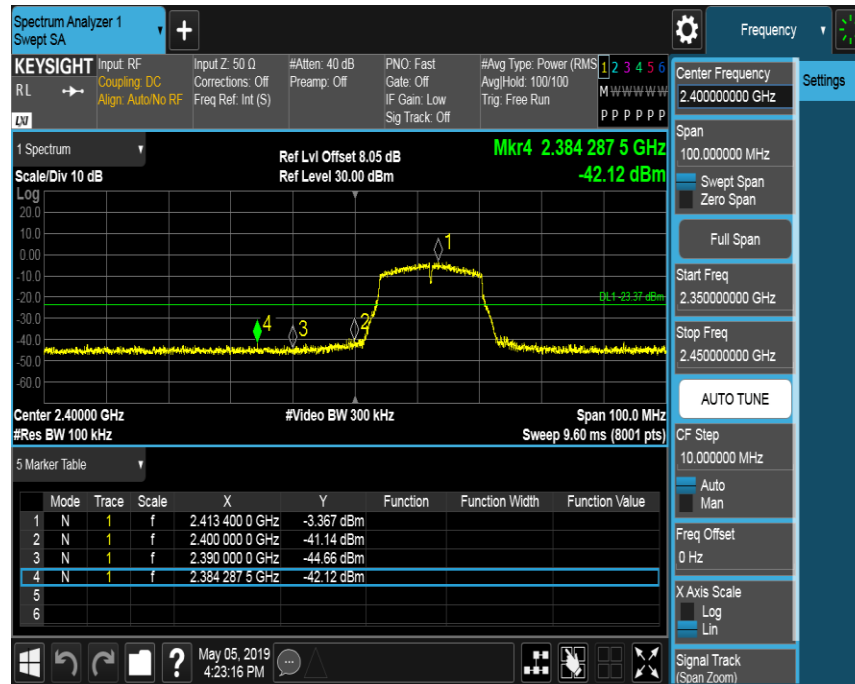 Spectrum Analyzer 1
Swept SA
+
Frequency
KEYSIGHT
RL
LXI
Input: RF
Coupling: DC
Align: Auto/No RF
Input Z: 50 Ω
Corrections: Off
Freq Ref: Int (S)
#Atten: 40 dB
Preamp: Off
PNO: Fast
Gate: Off
IF Gain: Low
Sig Track: Off
#Avg Type: Power (RMS
Avg|Hold: 100/100
Trig: Free Run
1 2 3 4 5 6
M W W W W W
P P P P P P
1 Spectrum
Scale/Div 10 dB
Ref Lvl Offset 8.05 dB
Ref Level 30.00 dBm
Mkr4 2.384 287 5 GHz
-42.12 dBm
Log
20.0
10.0
0.00
-10.0
-20.0
-30.0
-40.0
-50.0
-60.0
1
DL1 -23.37 dBm
4
3
2
Center 2.40000 GHz
#Video BW 300 kHz
Span 100.0 MHz
#Res BW 100 kHz
Sweep 9.60 ms (8001 pts)
5 Marker Table
Mode Trace Scale X Y Function Function Width Function Value
1 N 1 f 2.413 400 0 GHz -3.367 dBm
2 N 1 f 2.400 000 0 GHz -41.14 dBm
3 N 1 f 2.390 000 0 GHz -44.66 dBm
4 N 1 f 2.384 287 5 GHz -42.12 dBm
5
6
?
May 05, 2019
4:23:16 PM
Center Frequency
2.400000000 GHz
Settings
Span
100.000000 MHz
Swept Span
Zero Span
Full Span
Start Freq
2.350000000 GHz
Stop Freq
2.450000000 GHz
AUTO TUNE
CF Step
10.000000 MHz
Auto
Man
Freq Offset
0 Hz
X Axis Scale
Log
Lin
Signal Track
(Span Zoom)